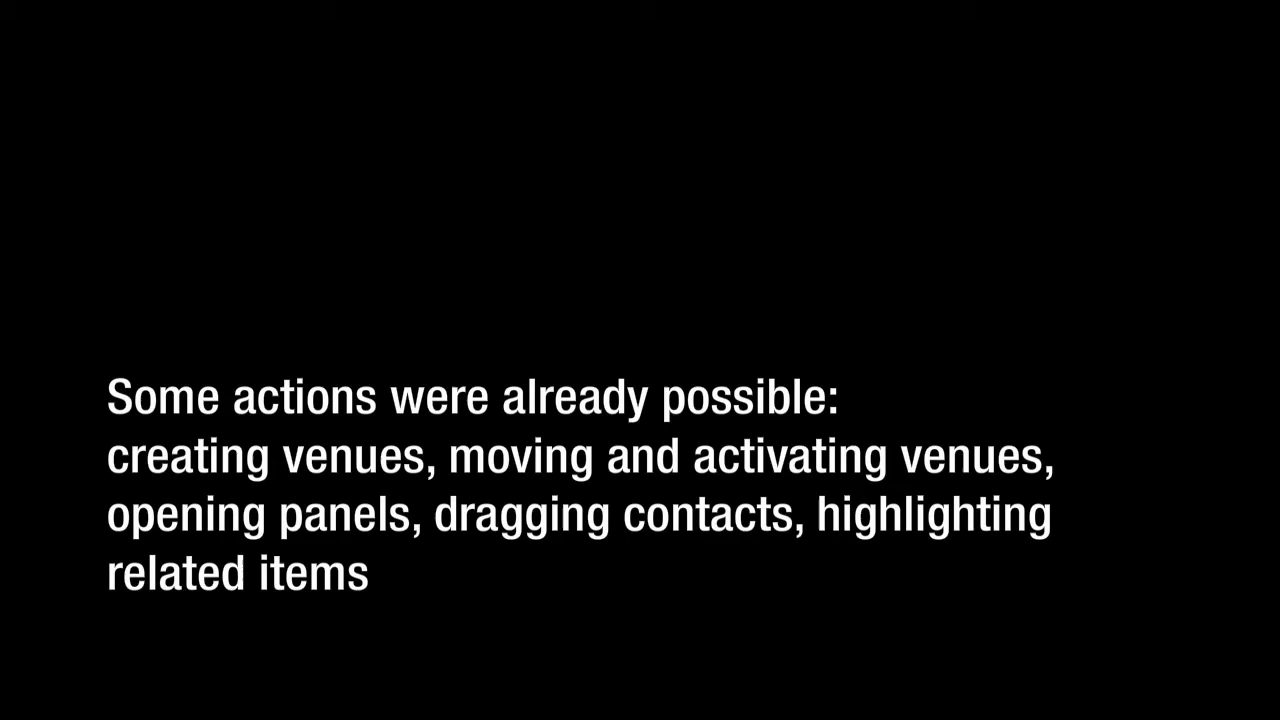 Some actions were already possible:
creating venues, moving and activating venues,
opening panels, dragging contacts, highlighting
related items